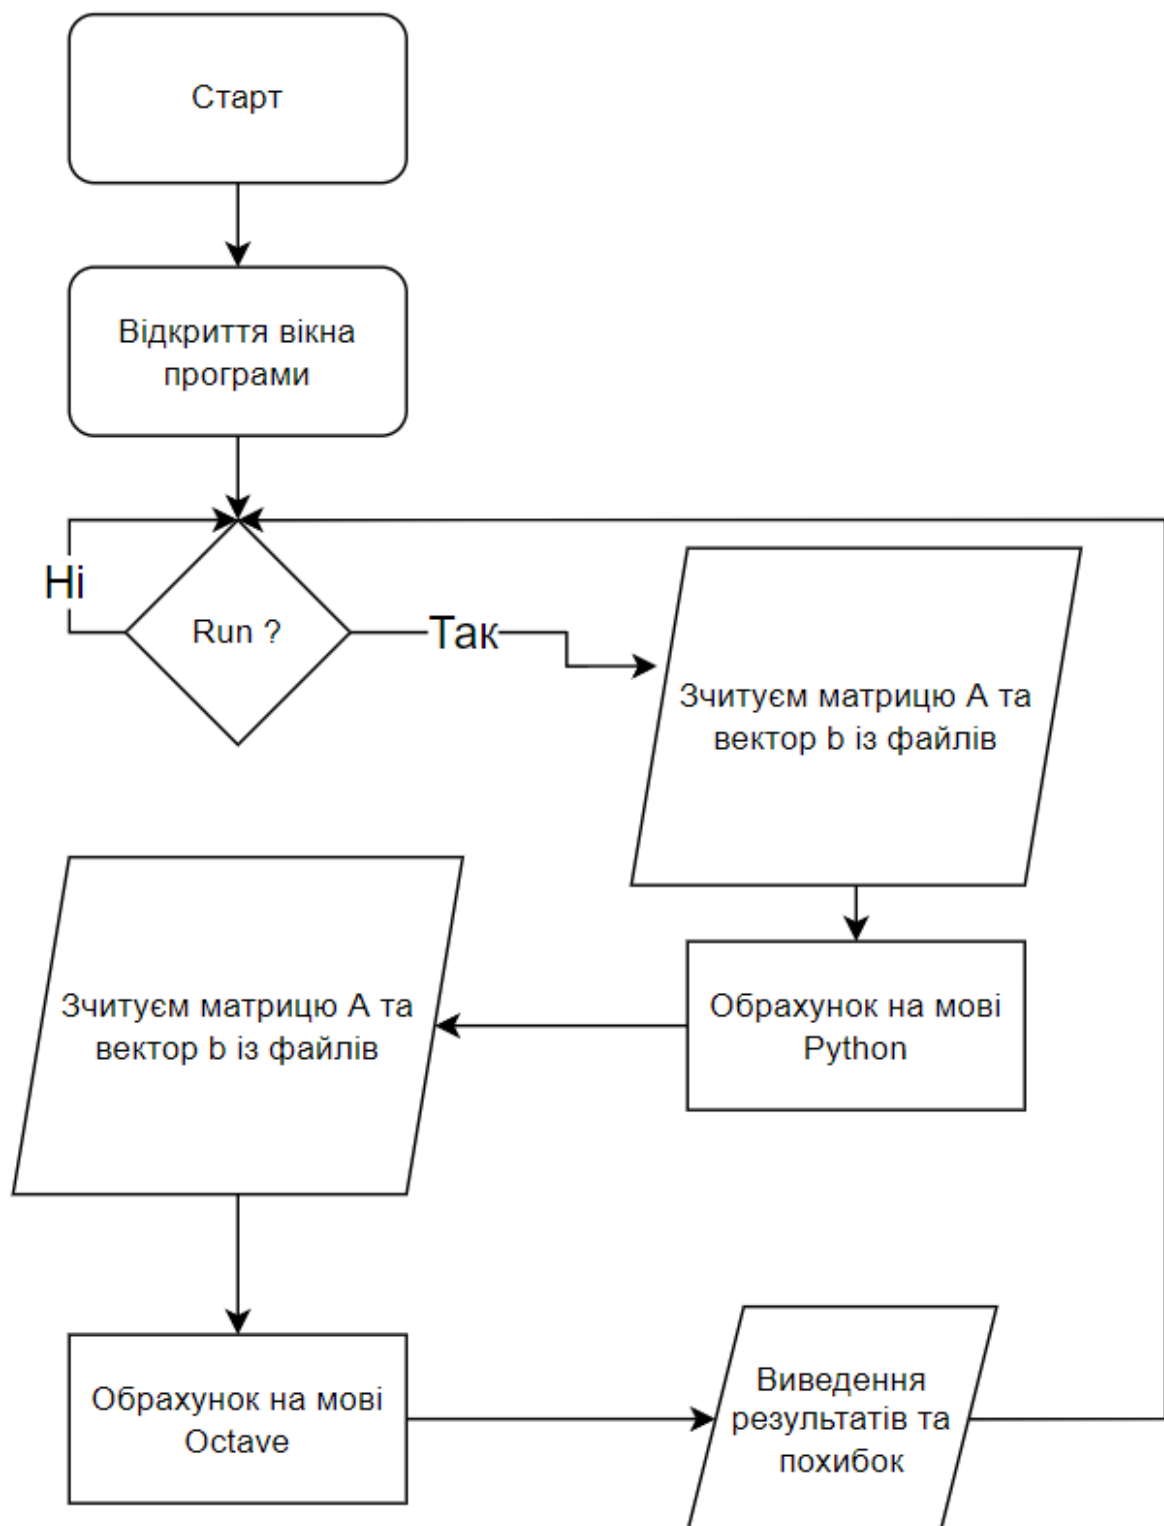 Старт
Відкриття вікна
програми
Ні
Run ?
Так
Зчитуєм матрицю А та
вектор b із файлів
Обрахунок на мові
Python
Зчитуєм матрицю А та
вектор b із файлів
Обрахунок на мові
Octave
Виведення
результатів та
похибок